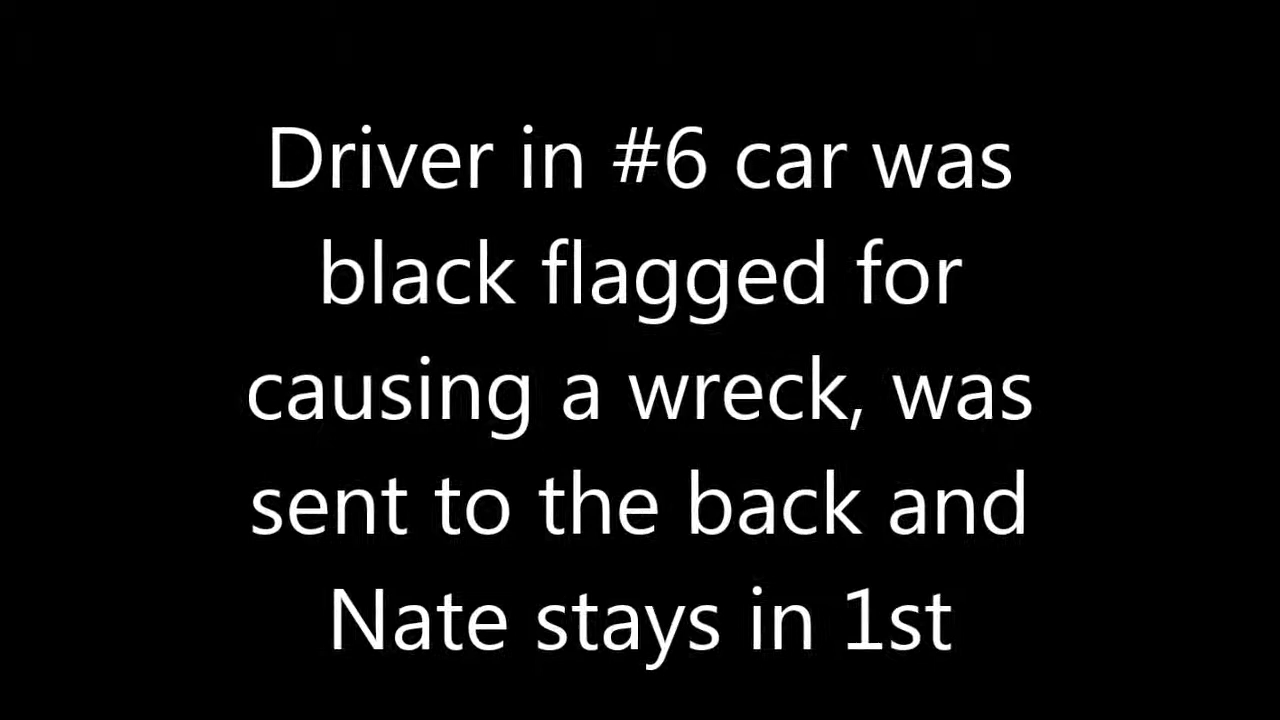 Driver in #6 car was
black flagged for
causing a wreck, was
sent to the back and
Nate stays in 1st